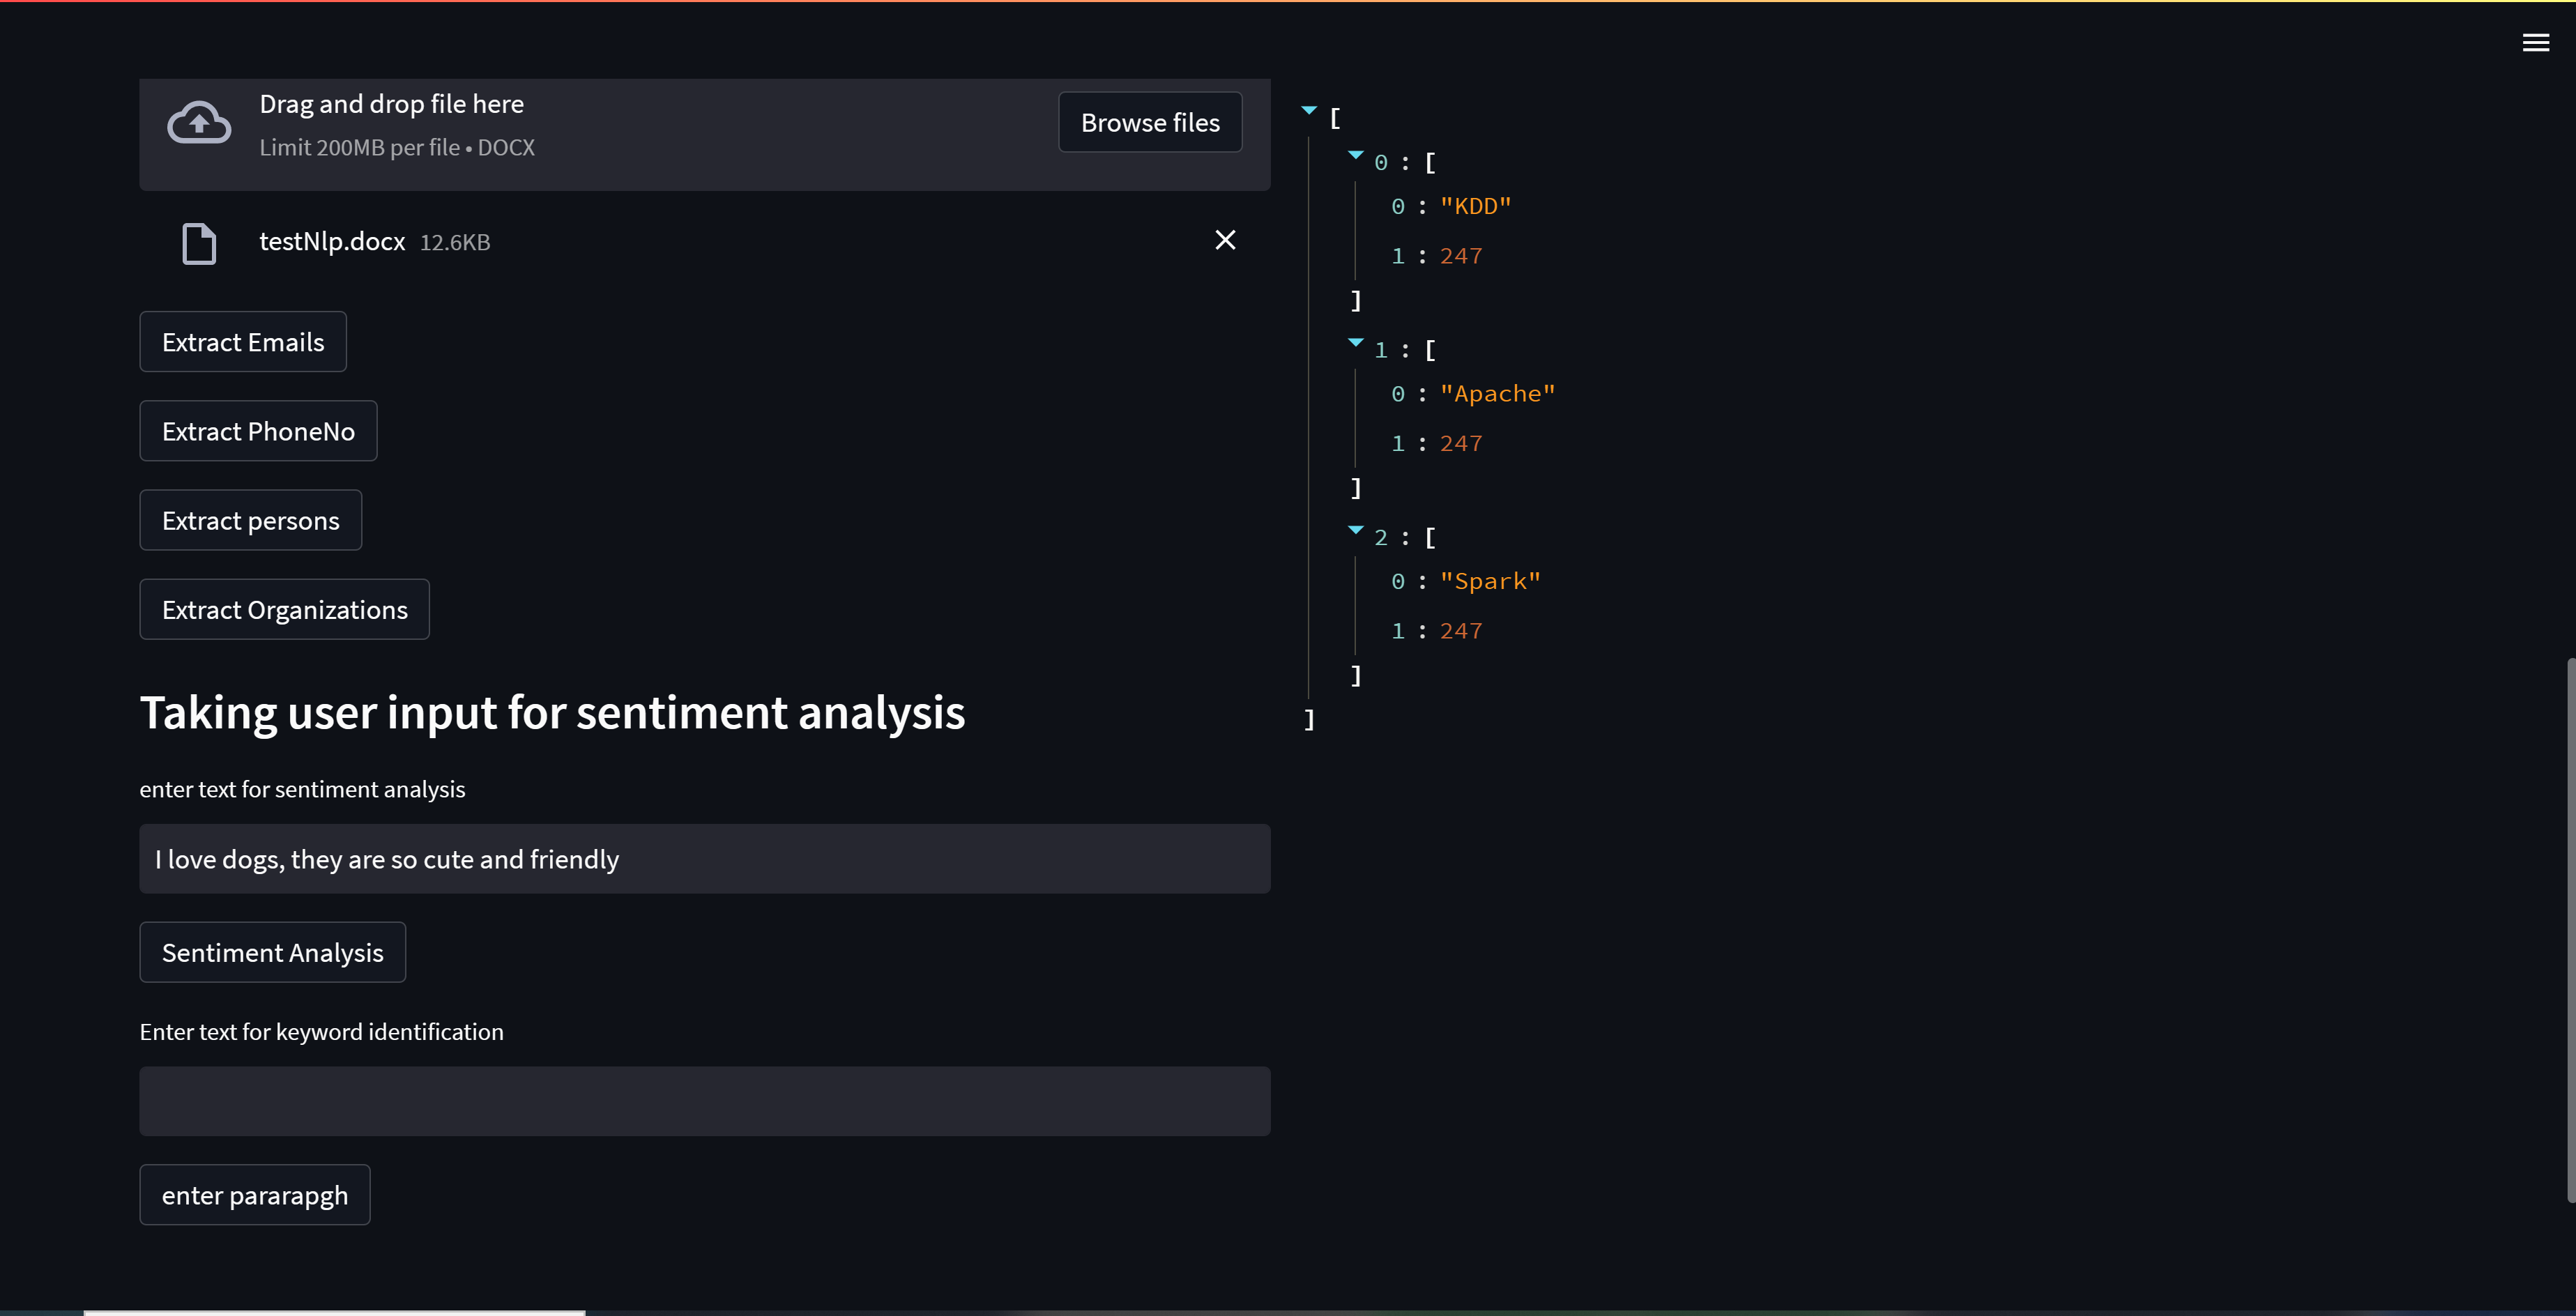 Drag and drop file here
Limit 200MB per file • DOCX
Browse files
testNlp.docx 12.6KB
Extract Emails
Extract PhoneNo
Extract persons
Extract Organizations
Taking user input for sentiment analysis
enter text for sentiment analysis
I love dogs, they are so cute and friendly
Sentiment Analysis
Enter text for keyword identification
enter pararapgh
[
0 : [
0 : "KDD"
1 : 247
]
1 : [
0 : "Apache"
1 : 247
]
2 : [
0 : "Spark"
1 : 247
]
]